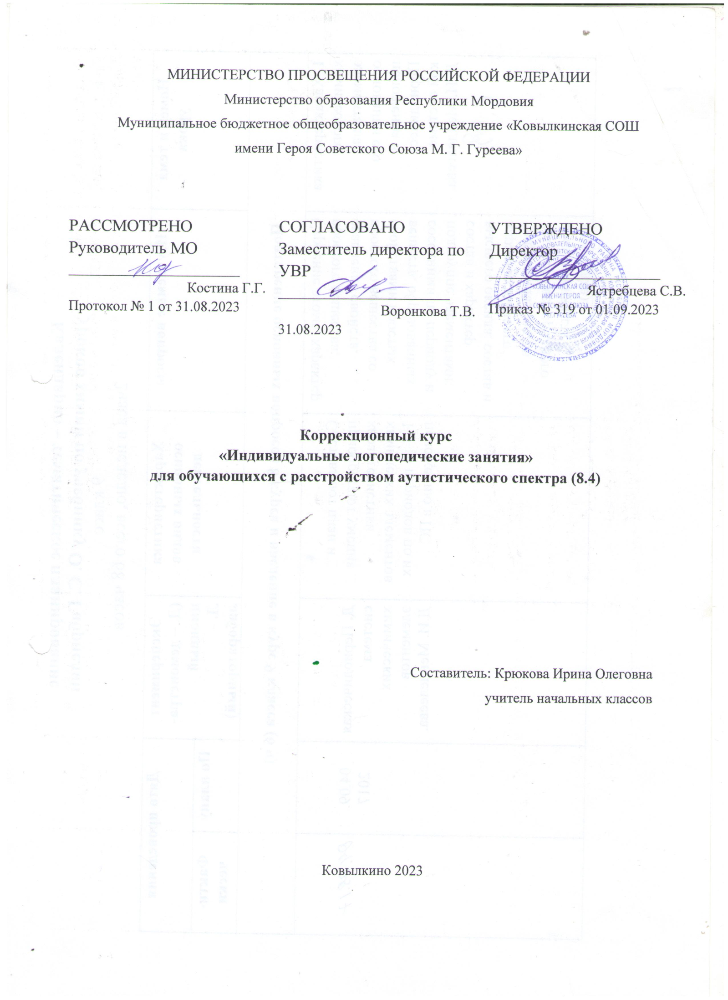 МИНИСТЕРСТВО ПРОСВЕЩЕНИЯ РОССИЙСКОЙ ФЕДЕРАЦИИ
Министерство образования Республики Мордовия
Муниципальное бюджетное общеобразовательное учреждение «Ковылкинская СОШ
имени Героя Советского Союза М. Г. Гуреева»
РАССМОТРЕНО
Руководитель МО
Костина Г.Г.
Протокол № 1 от 31.08.2023
СОГЛАСОВАНО
Заместитель директора по
УВР
Воронкова Т.В.
31.08.2023
УТВЕРЖДЕНО
Директор
Ястребцева С.В.
Приказ № 319 от 01.09.2023
"КОВЫЛКИНСКАЯ СОШ
ИМЕНИ ГЕРОЯ
СОВЕТСКОГО СОЮЗА
М.Г.ГУРЕЕВА"
Коррекционный курс
«Индивидуальные логопедические занятия»
для обучающихся с расстройством аутистического спектра (8.4)
Составитель: Крюкова Ирина Олеговна
учитель начальных классов
Ковылкино 2023